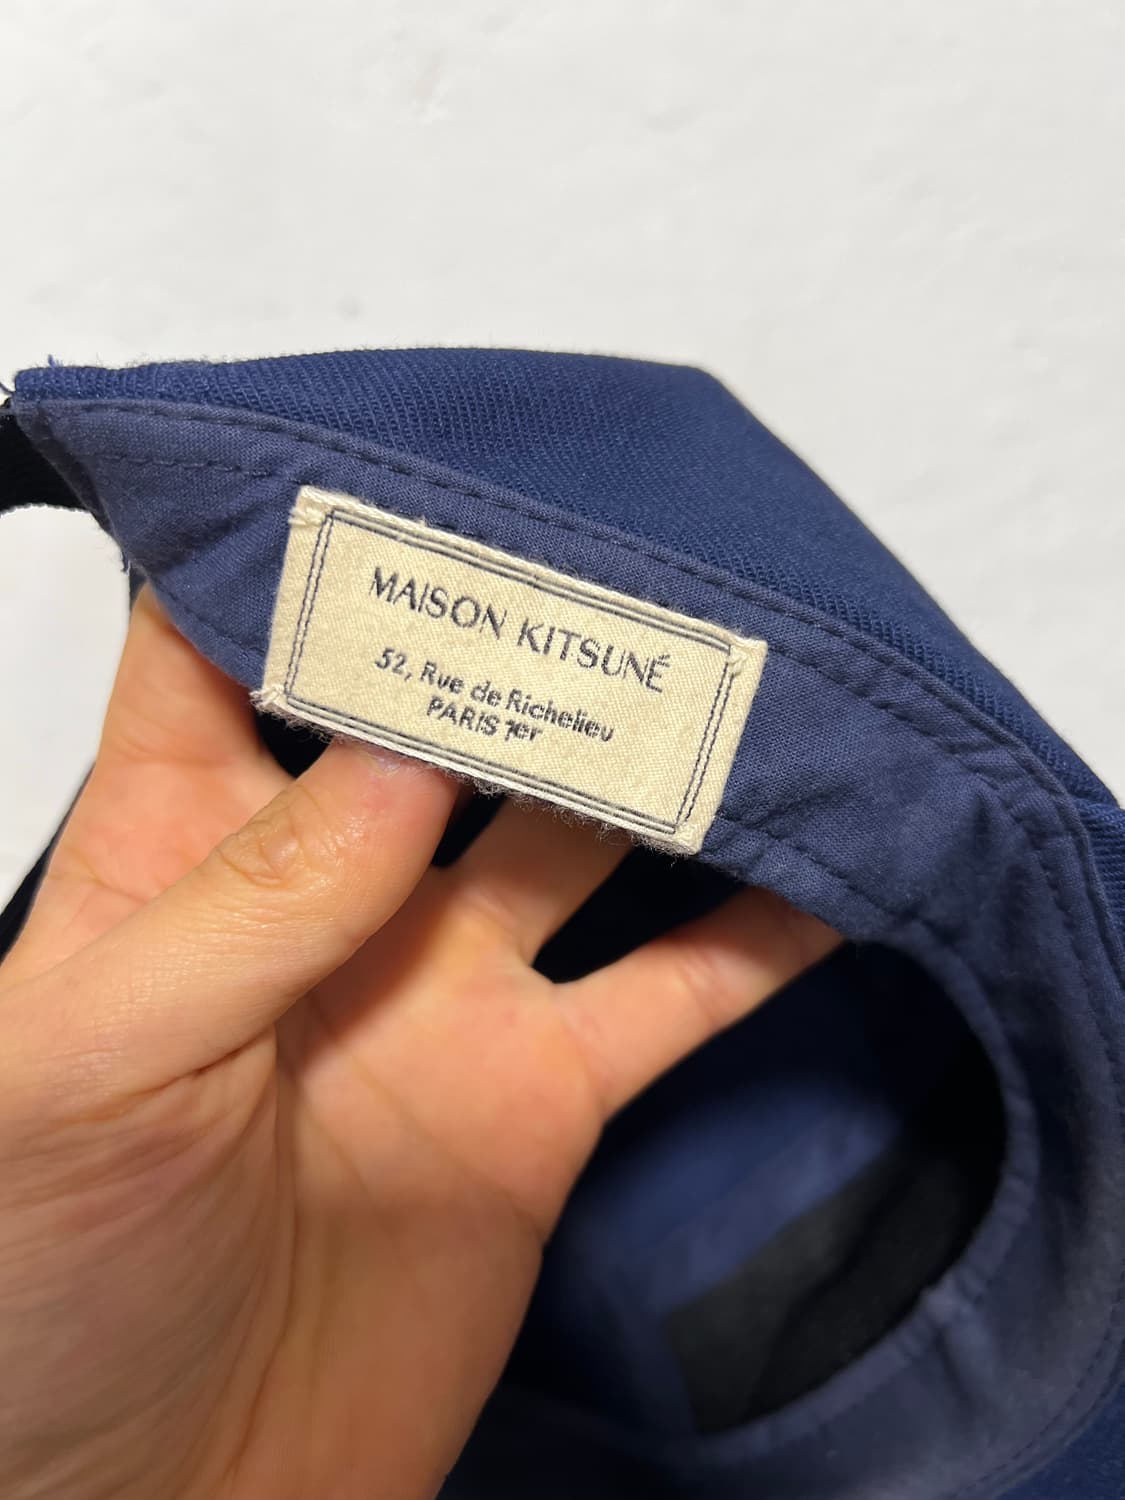 MAISON KITSUNÉ
52, Rue de Richelieu
PARIS 1er